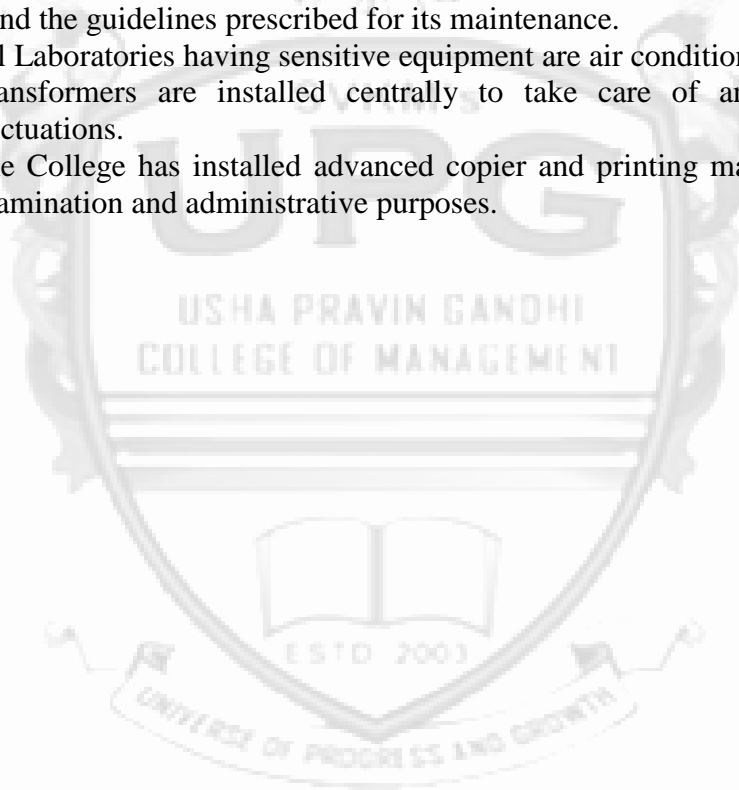 nd the guidelines prescribed for its maintenance.
l Laboratories having sensitive equipment are air condition
ansformers are installed centrally to take care of an
ctuations.
e College has installed advanced copier and printing ma
amination and administrative purposes.
SVKM's
UPG
USHA PRAVIN GANDHI
COLLEGE OF MANAGEMENT
ESTD 2003
UNIVERSE OF PROGRESS AND GROWTH